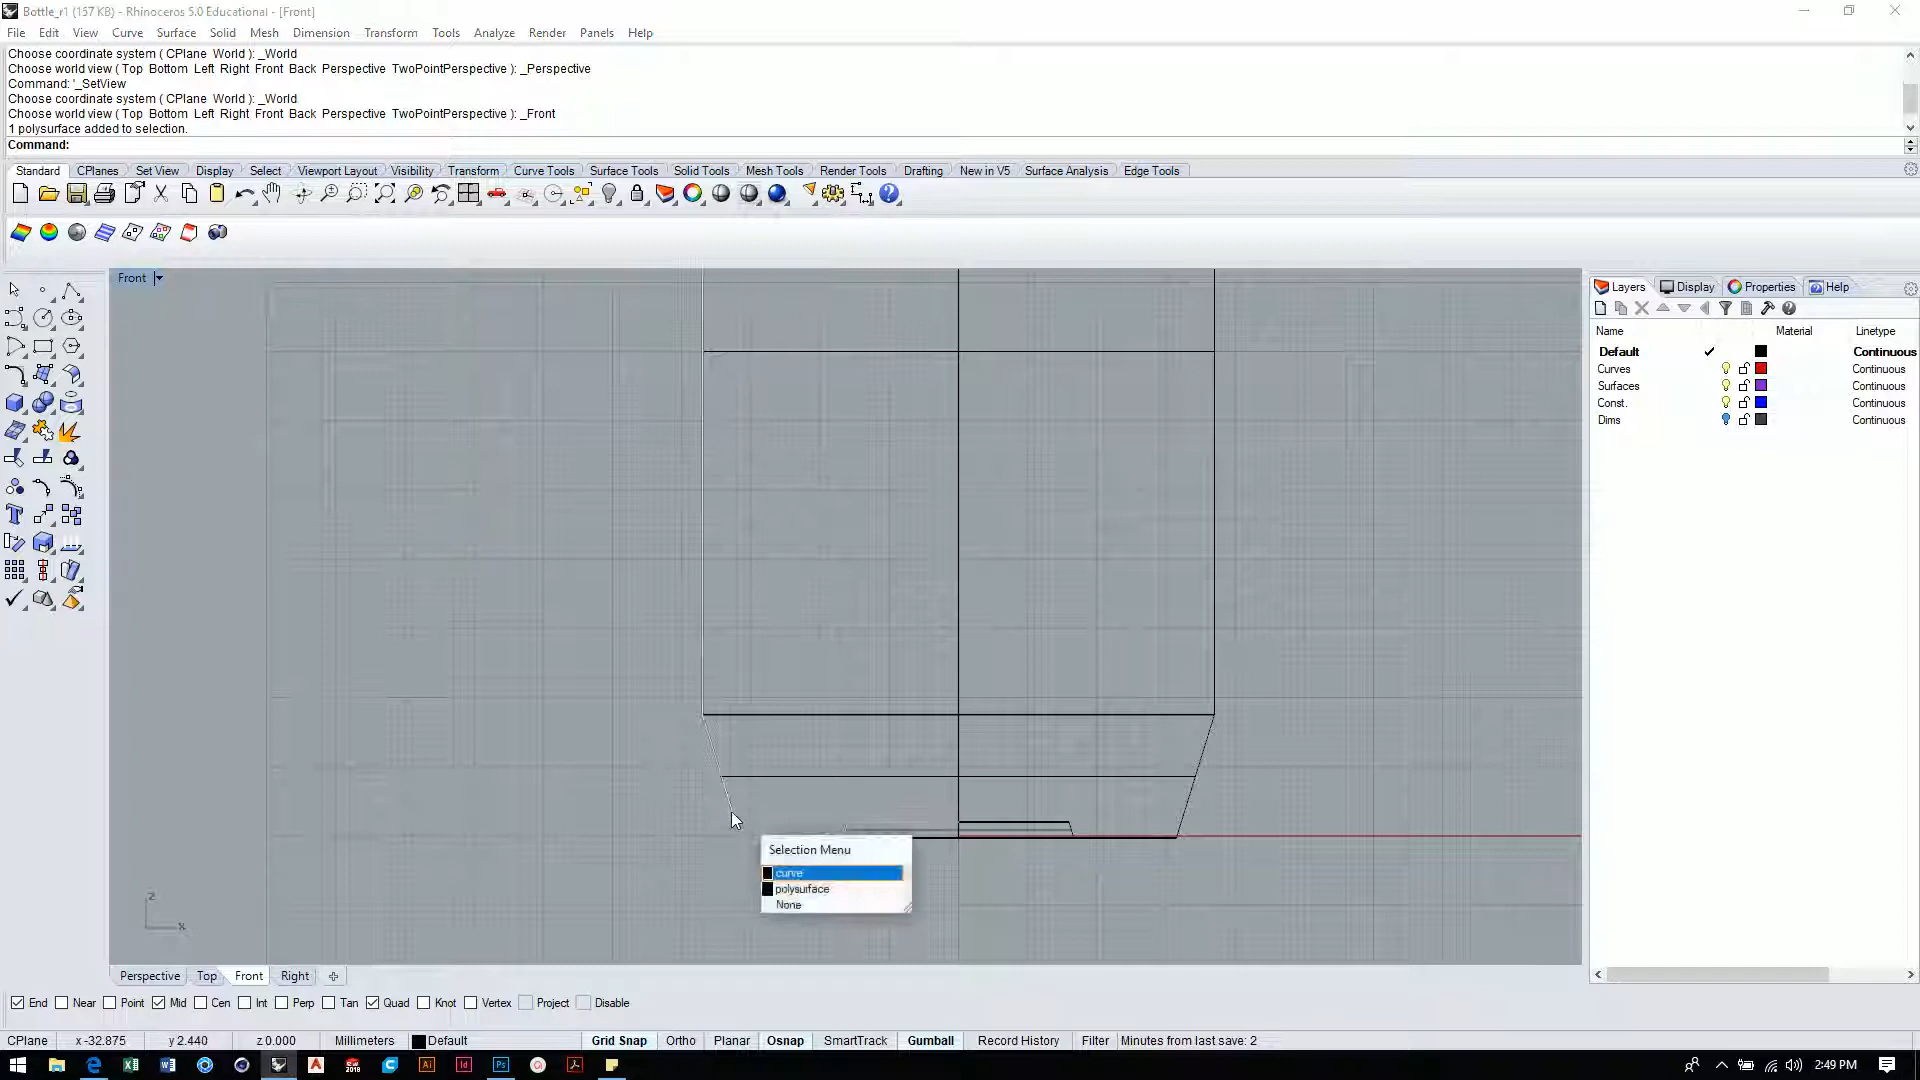 Bottle_r1 (157 KB) - Rhinoceros 5.0 Educational - [Front]
File Edit View Curve Surface Solid Mesh Dimension Transform Tools Analyze Render Panels Help
Choose coordinate system ( CPlane World ): _World
Choose world view ( Top Bottom Left Right Front Back Perspective TwoPointPerspective ): _Perspective
Command: '_SetView
Choose coordinate system ( CPlane World ): _World
Choose world view ( Top Bottom Left Right Front Back Perspective TwoPointPerspective ): _Front
1 polysurface added to selection.
Command:
Standard CPlanes Set View Display Select Viewport Layout Visibility Transform Curve Tools Surface Tools Solid Tools Mesh Tools Render Tools Drafting New in V5 Surface Analysis Edge Tools
Front
Layers Display Properties Help
Name Material Linetype
Default Continuous
Curves Continuous
Surfaces Continuous
Const. Continuous
Dims Continuous
Selection Menu
curve
polysurface
None
z
x
Perspective Top Front Right
End Near Point Mid Cen Int Perp Tan Quad Knot Vertex Project Disable
CPlane x -32.875 y 2.440 z 0.000 Millimeters Default Grid Snap Ortho Planar Osnap SmartTrack Gumball Record History Filter Minutes from last save: 2
2:49 PM